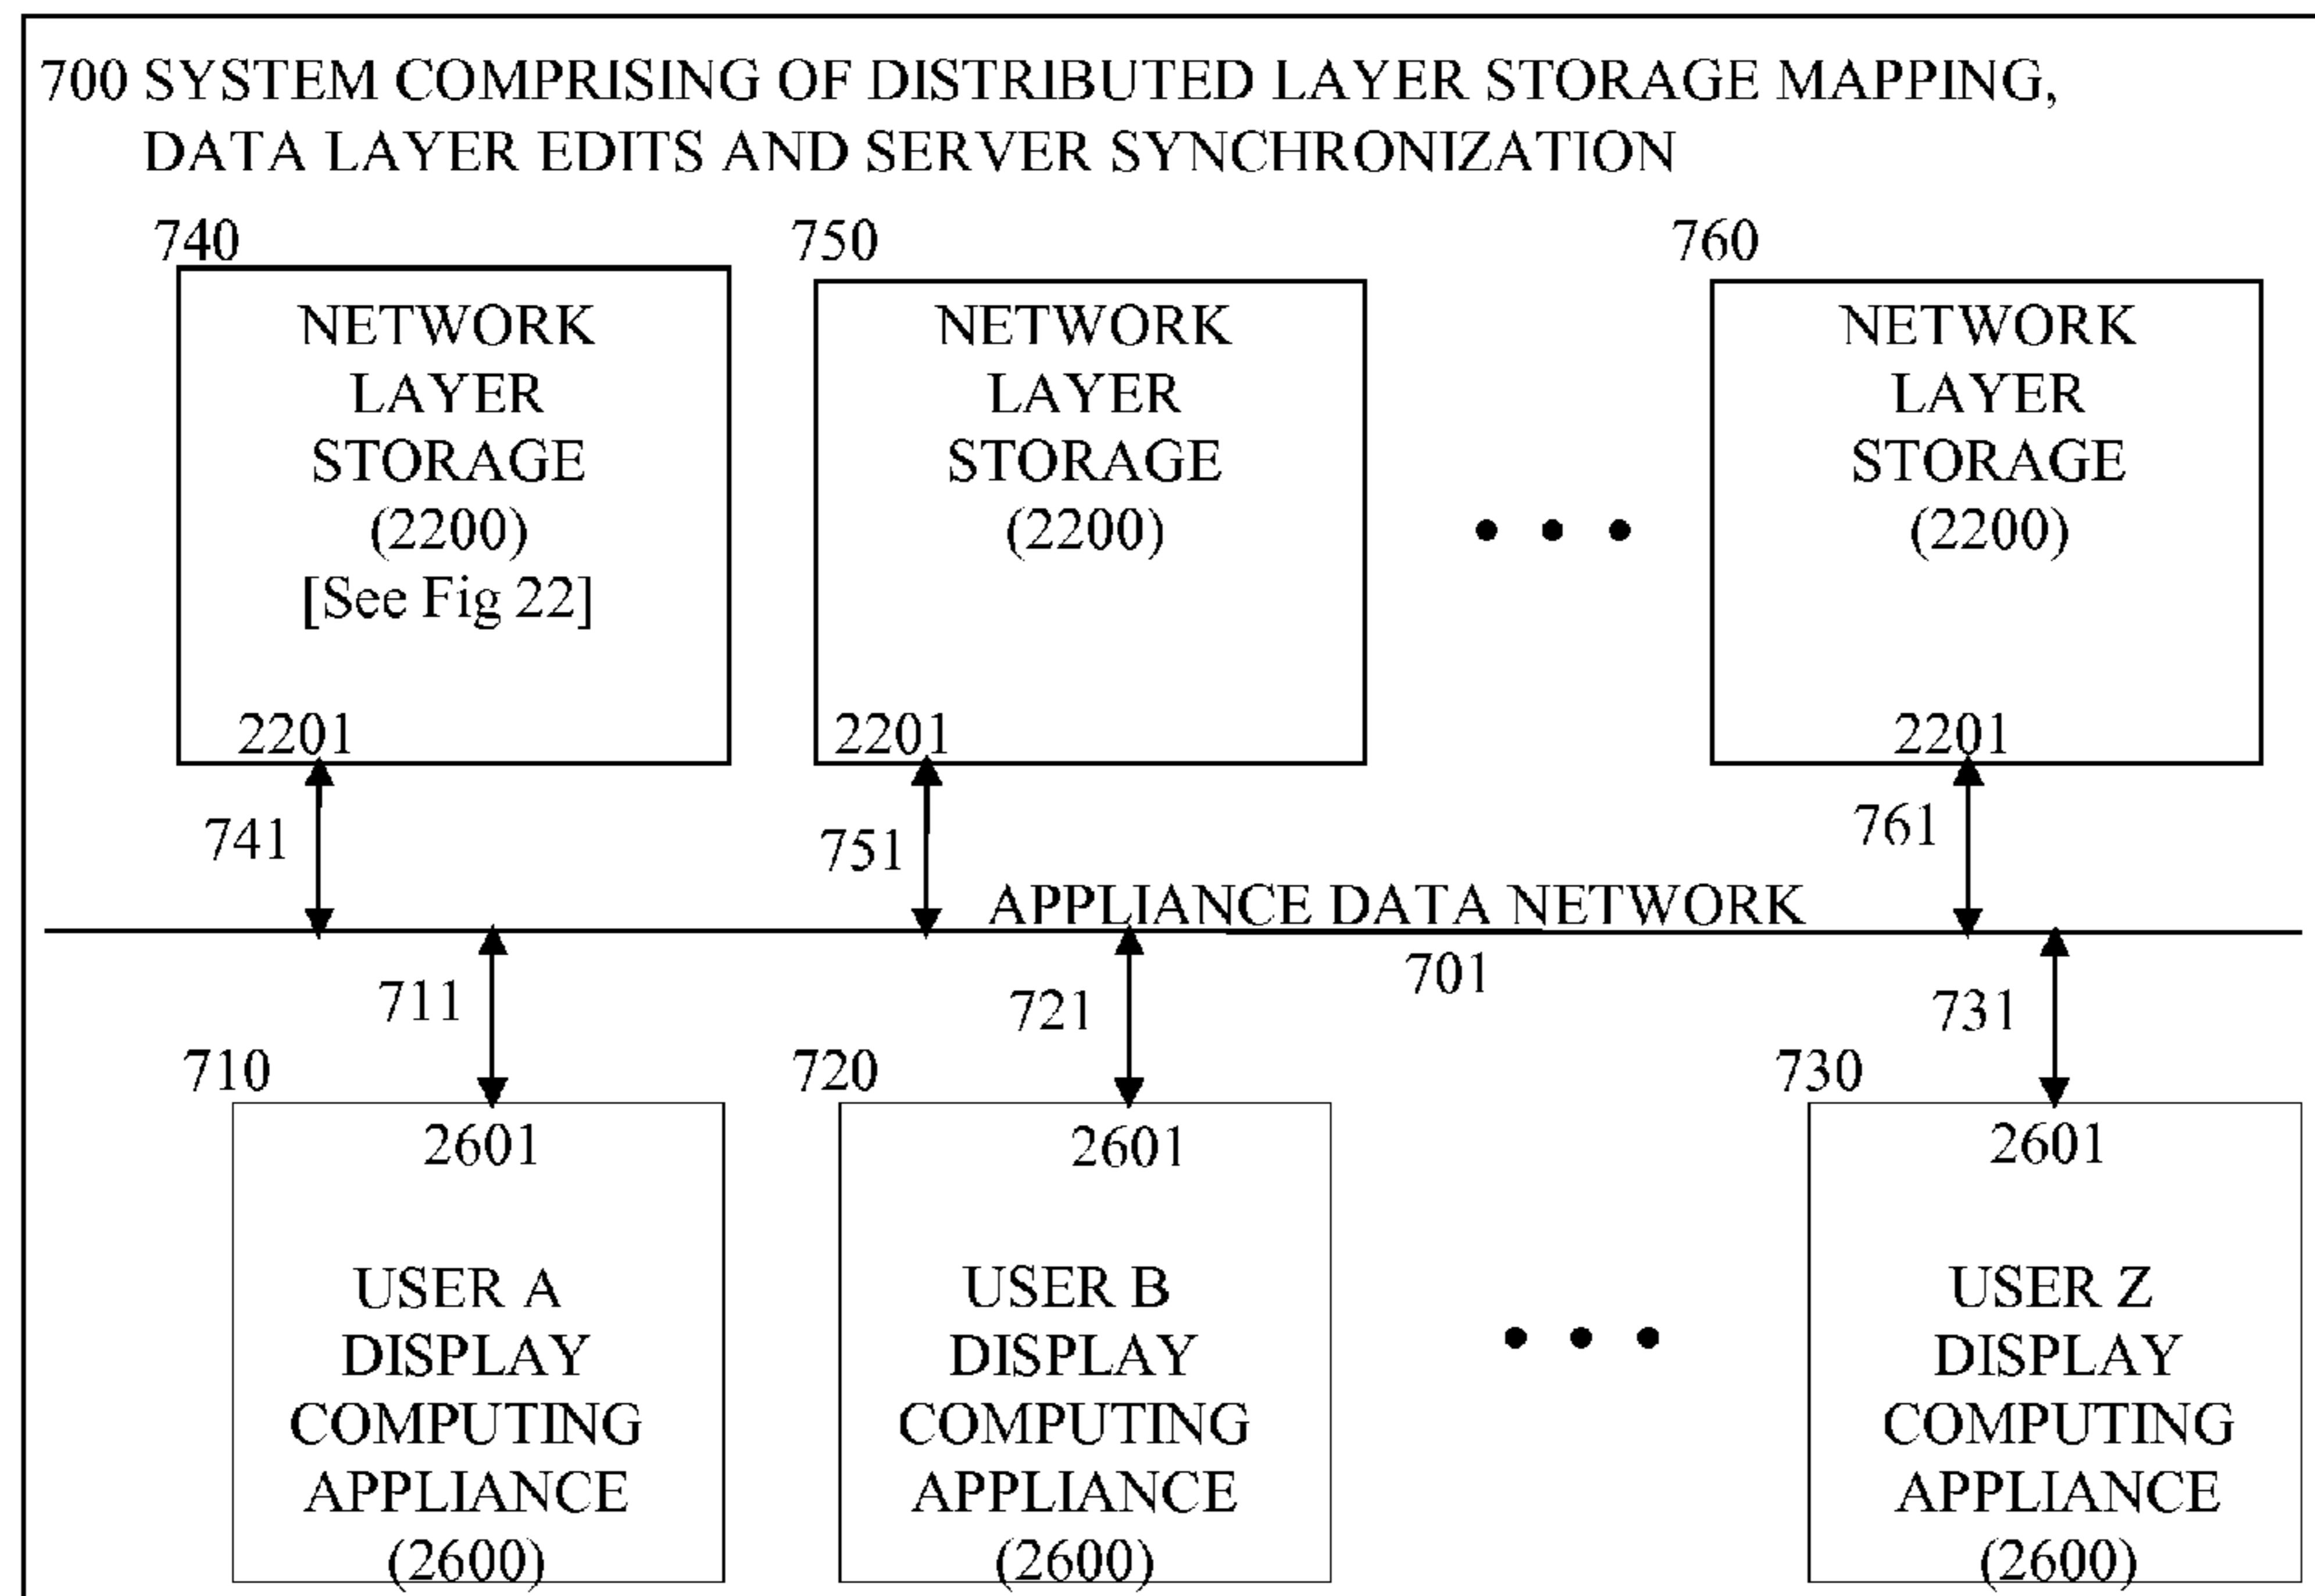 700 SYSTEM COMPRISING OF DISTRIBUTED LAYER STORAGE MAPPING,
DATA LAYER EDITS AND SERVER SYNCHRONIZATION
740
NETWORK
LAYER
STORAGE
(2200)
[See Fig 22]
2201
750
NETWORK
LAYER
STORAGE
(2200)
2201
• • •
760
NETWORK
LAYER
STORAGE
(2200)
2201
741
751
761
APPLIANCE DATA NETWORK
701
711
721
731
710
2601
USER A
DISPLAY
COMPUTING
APPLIANCE
(2600)
720
2601
USER B
DISPLAY
COMPUTING
APPLIANCE
(2600)
• • •
730
2601
USER Z
DISPLAY
COMPUTING
APPLIANCE
(2600)